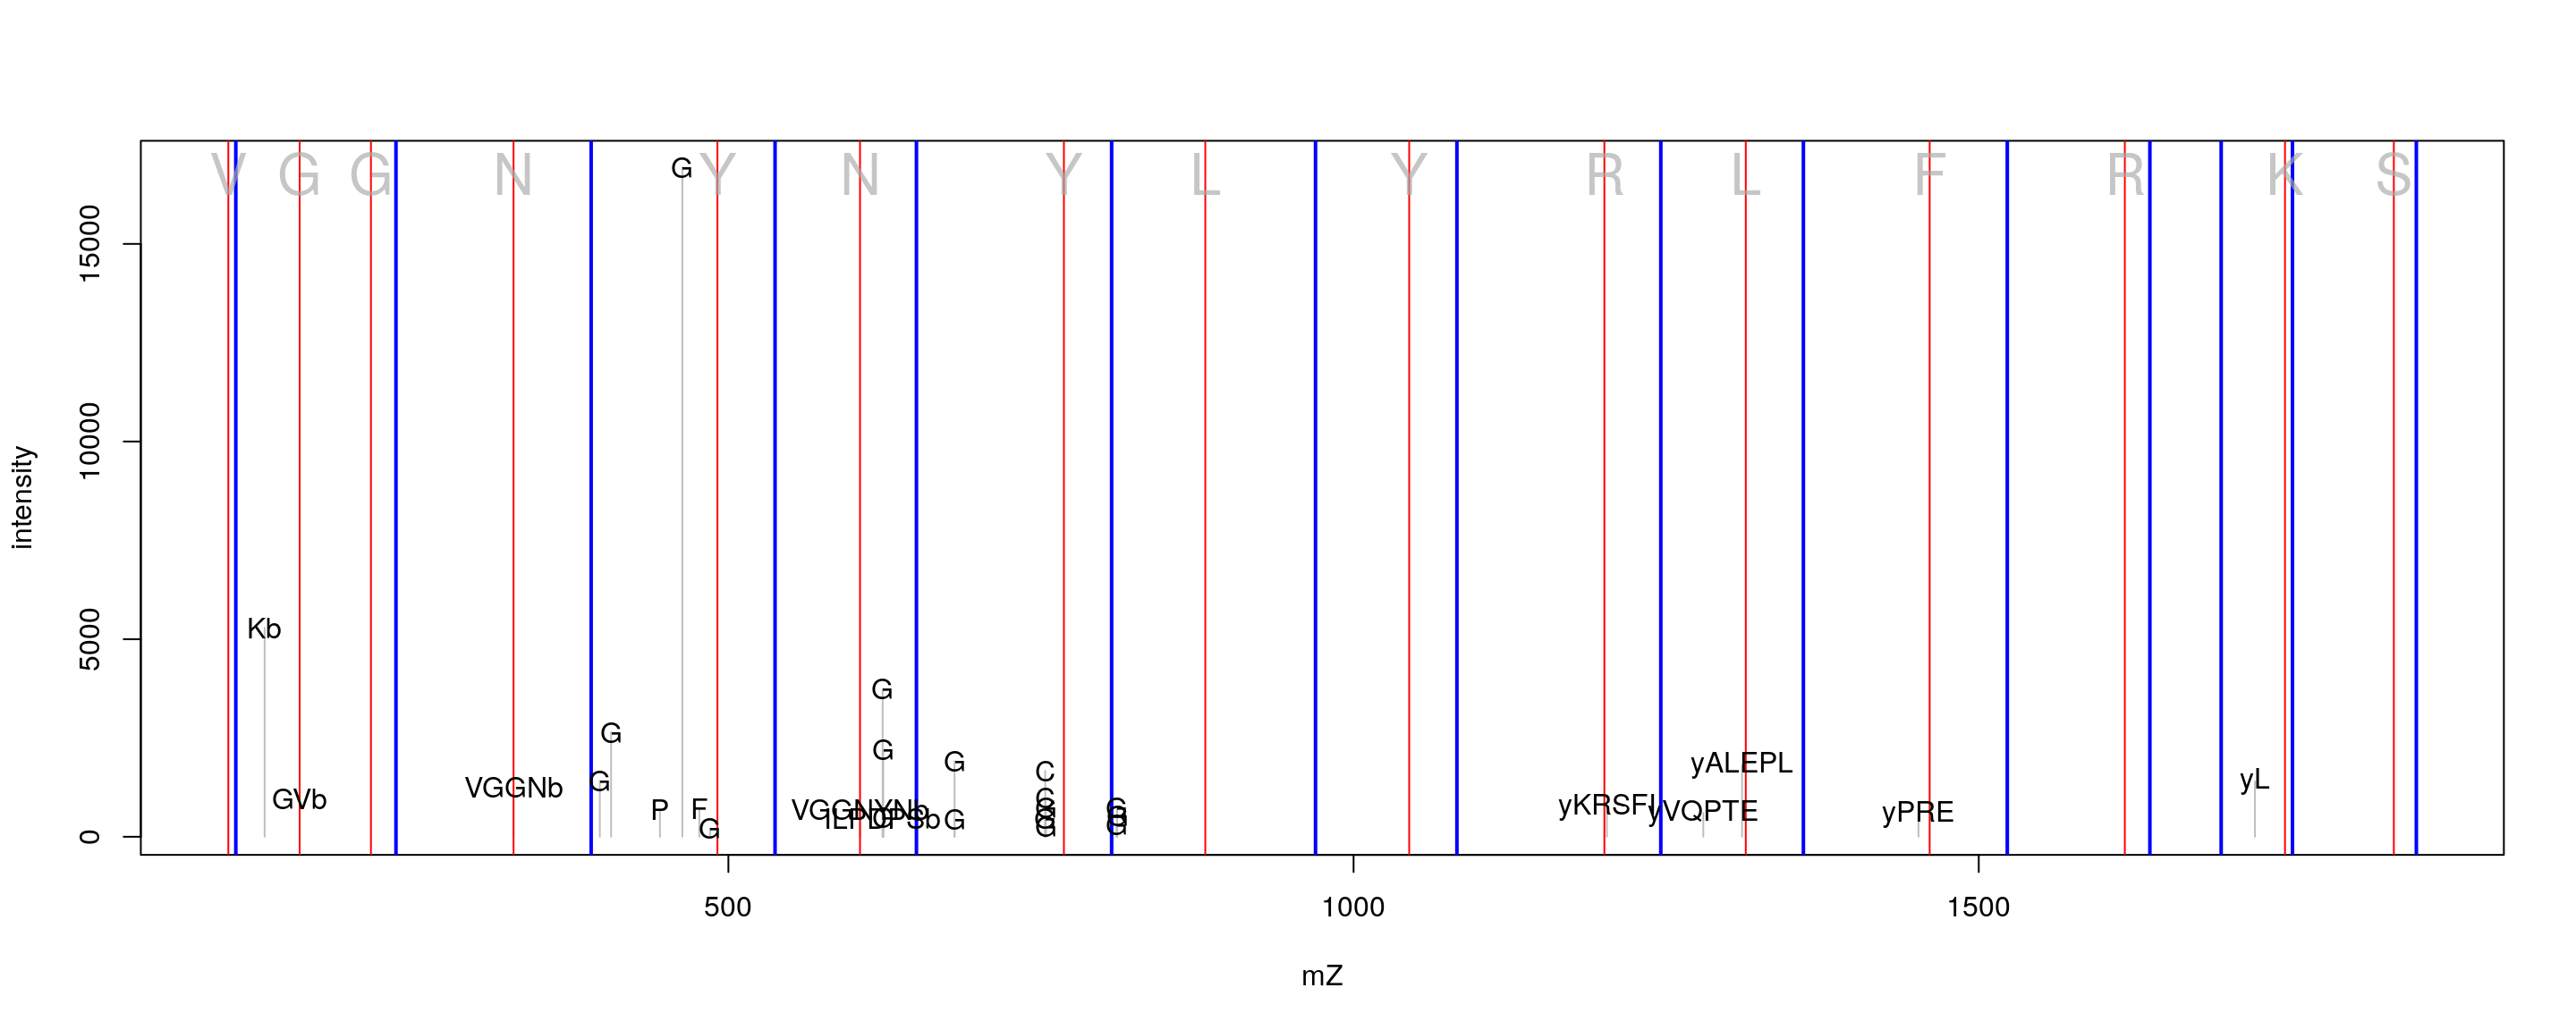 V G G N Y N Y L Y R L F R K S
G
15000
10000
5000
0
intensity
Kb
G
G
G
G
G
VGGNb
GVb
P
F
G
G
C
G
G
yKRSFI
yVQPTE
yALEPL
yPRE
yL
500
1000
1500
mZ